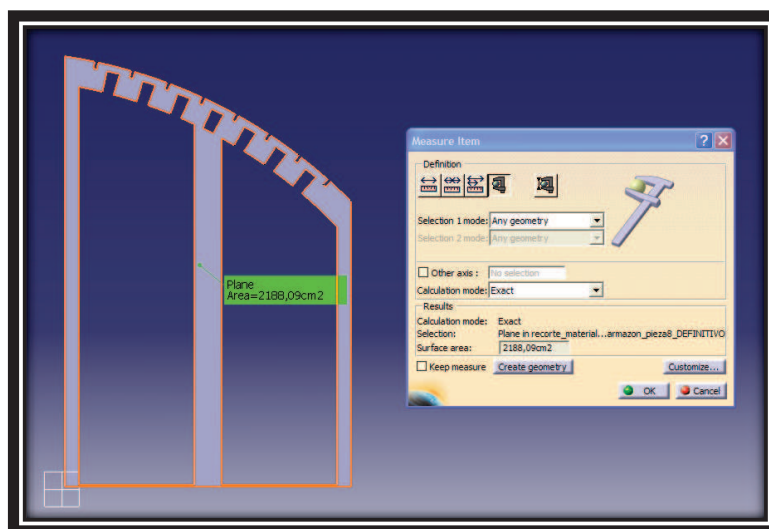 Plane
Area=2188,09cm2
Measure Item
Definition
Selection 1 mode: Any geometry
Selection 2 mode: Any geometry
Other axis : No selection
Calculation mode: Exact
Results
Calculation mode: Exact
Selection: Plane in recorte_material...armazon_pieza8_DEFINITIVO
Surface area: 2188,09cm2
Keep measure Create geometry Customize...
OK Cancel